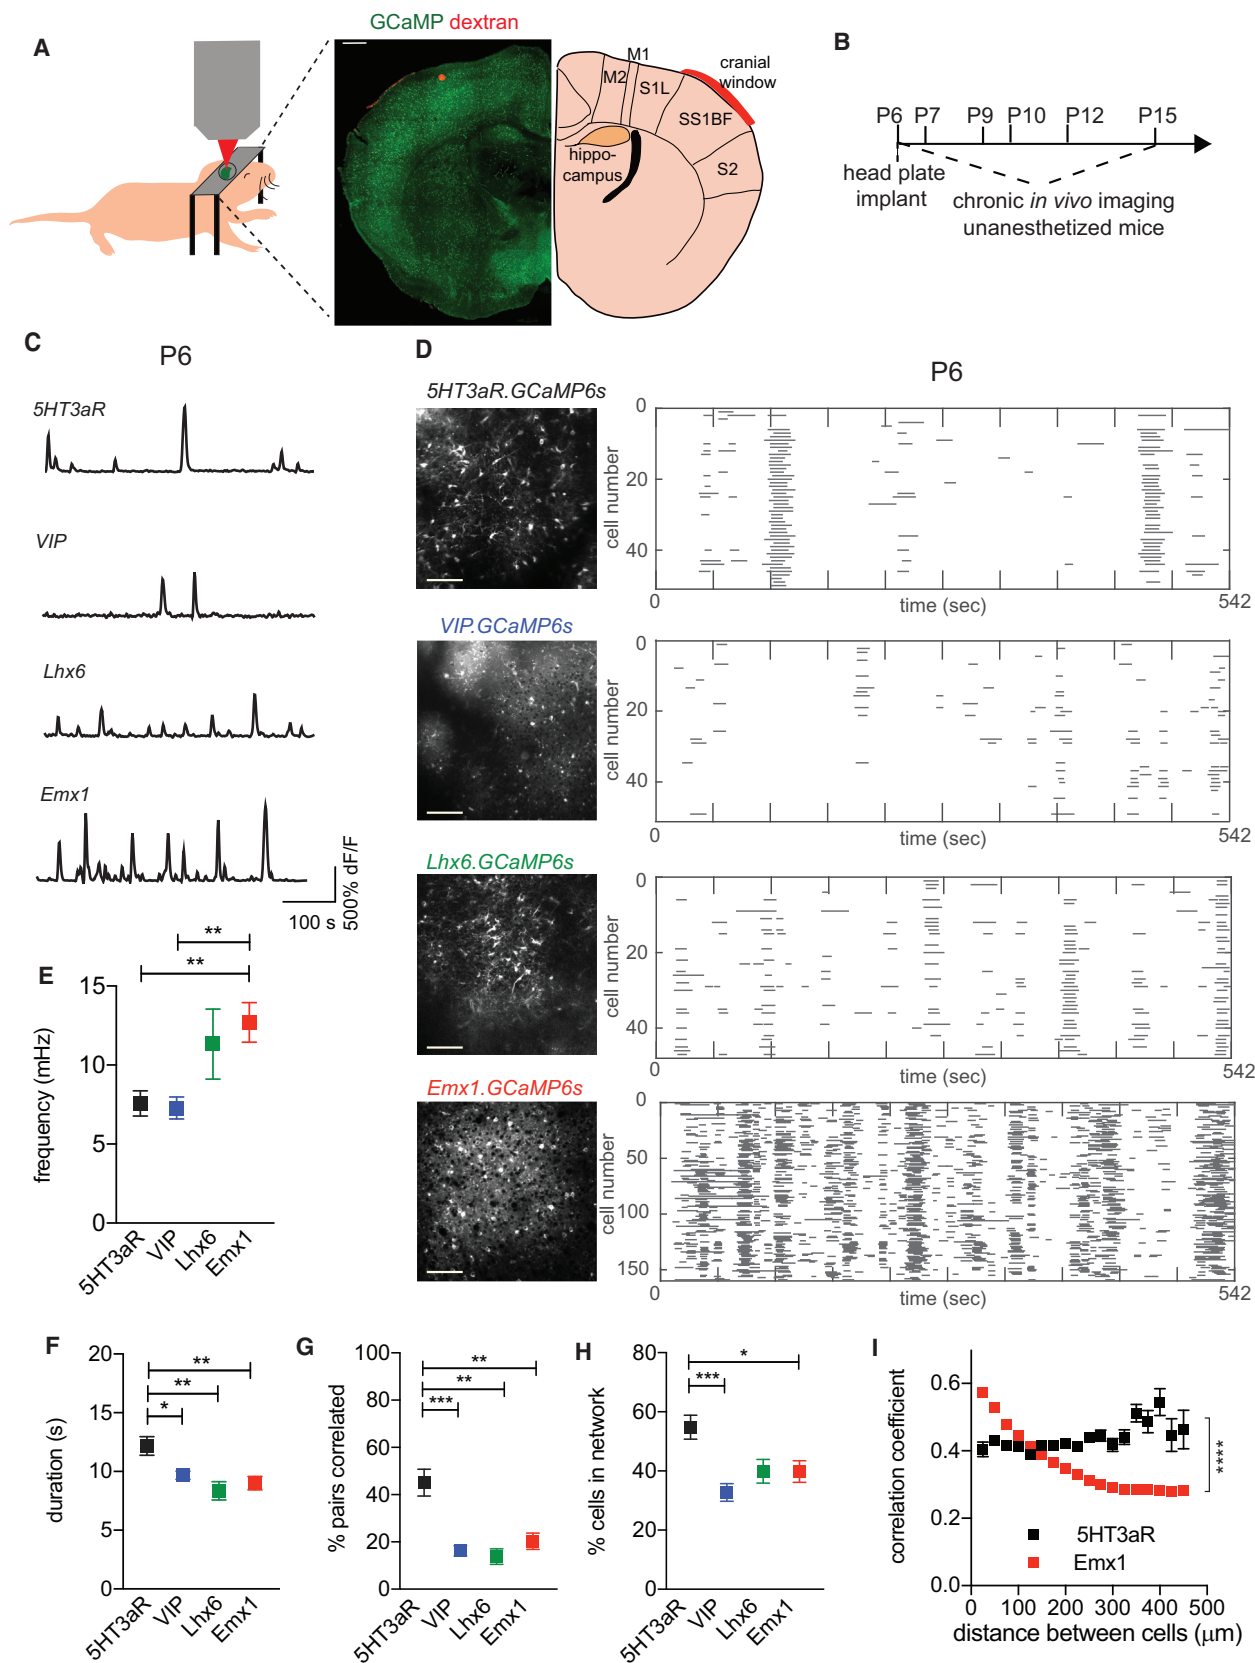 A
GCaMP dextran
M1
M2
S1L
cranial
window
SS1BF
hippo-
campus
S2
B
P6 P7 P9 P10 P12 P15
head plate
implant
chronic in vivo imaging
unanesthetized mice
C
P6
5HT3aR
VIP
Lhx6
Emx1
500% dF/F
100 s
D
P6
5HT3aR.GCaMP6s
cell number
0
20
40
0
time (sec)
542
VIP.GCaMP6s
cell number
0
20
40
0
time (sec)
542
Lhx6.GCaMP6s
cell number
0
20
40
0
time (sec)
542
Emx1.GCaMP6s
cell number
0
50
100
150
0
time (sec)
542
E
**
**
frequency (mHz)
15
10
5
0
5HT3aR
VIP
Lhx6
Emx1
F
**
**
*
duration (s)
20
15
10
5
0
5HT3aR
VIP
Lhx6
Emx1
G
**
**
***
% pairs correlated
100
80
60
40
20
0
5HT3aR
VIP
Lhx6
Emx1
H
*
***
% cells in network
80
60
40
20
0
5HT3aR
VIP
Lhx6
Emx1
I
correlation coefficient
0.6
0.4
0.2
0.0
****
5HT3aR
Emx1
0 100 200 300 400 500
distance between cells (μm)